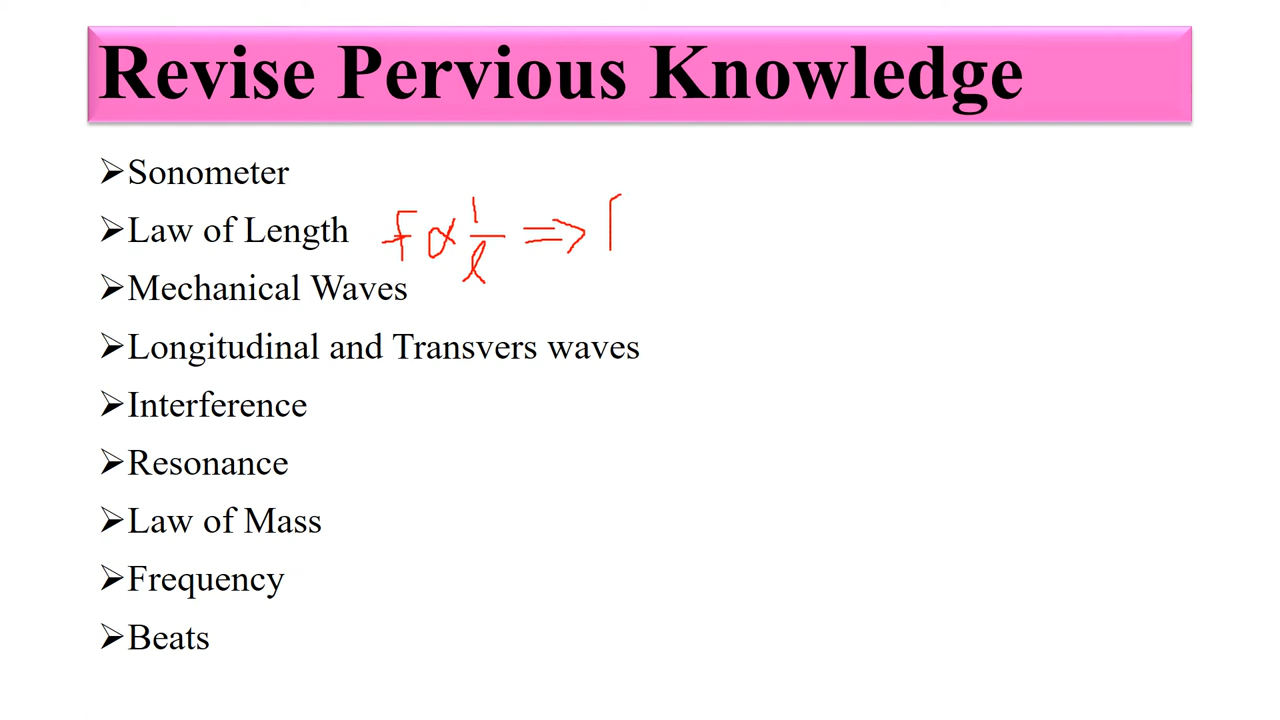 Revise Pervious Knowledge
➢Sonometer
➢Law of Length F ∝ 1/l ⇒
➢Mechanical Waves
➢Longitudinal and Transvers waves
➢Interference
➢Resonance
➢Law of Mass
➢Frequency
➢Beats